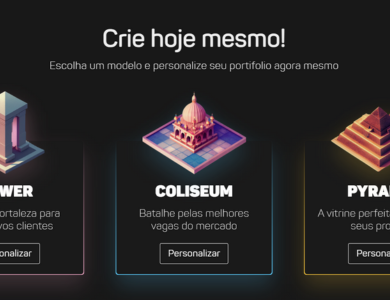 Crie hoje mesmo!
Escolha um modelo e personalize seu portifolio agora mesmo
WER
COLISEUM
PYRA
ortaleza para
vos clientes
Batalhe pelas melhores
vagas do mercado
A vitrine perfeit
seus pro
onalizar
Personalizar
Persona